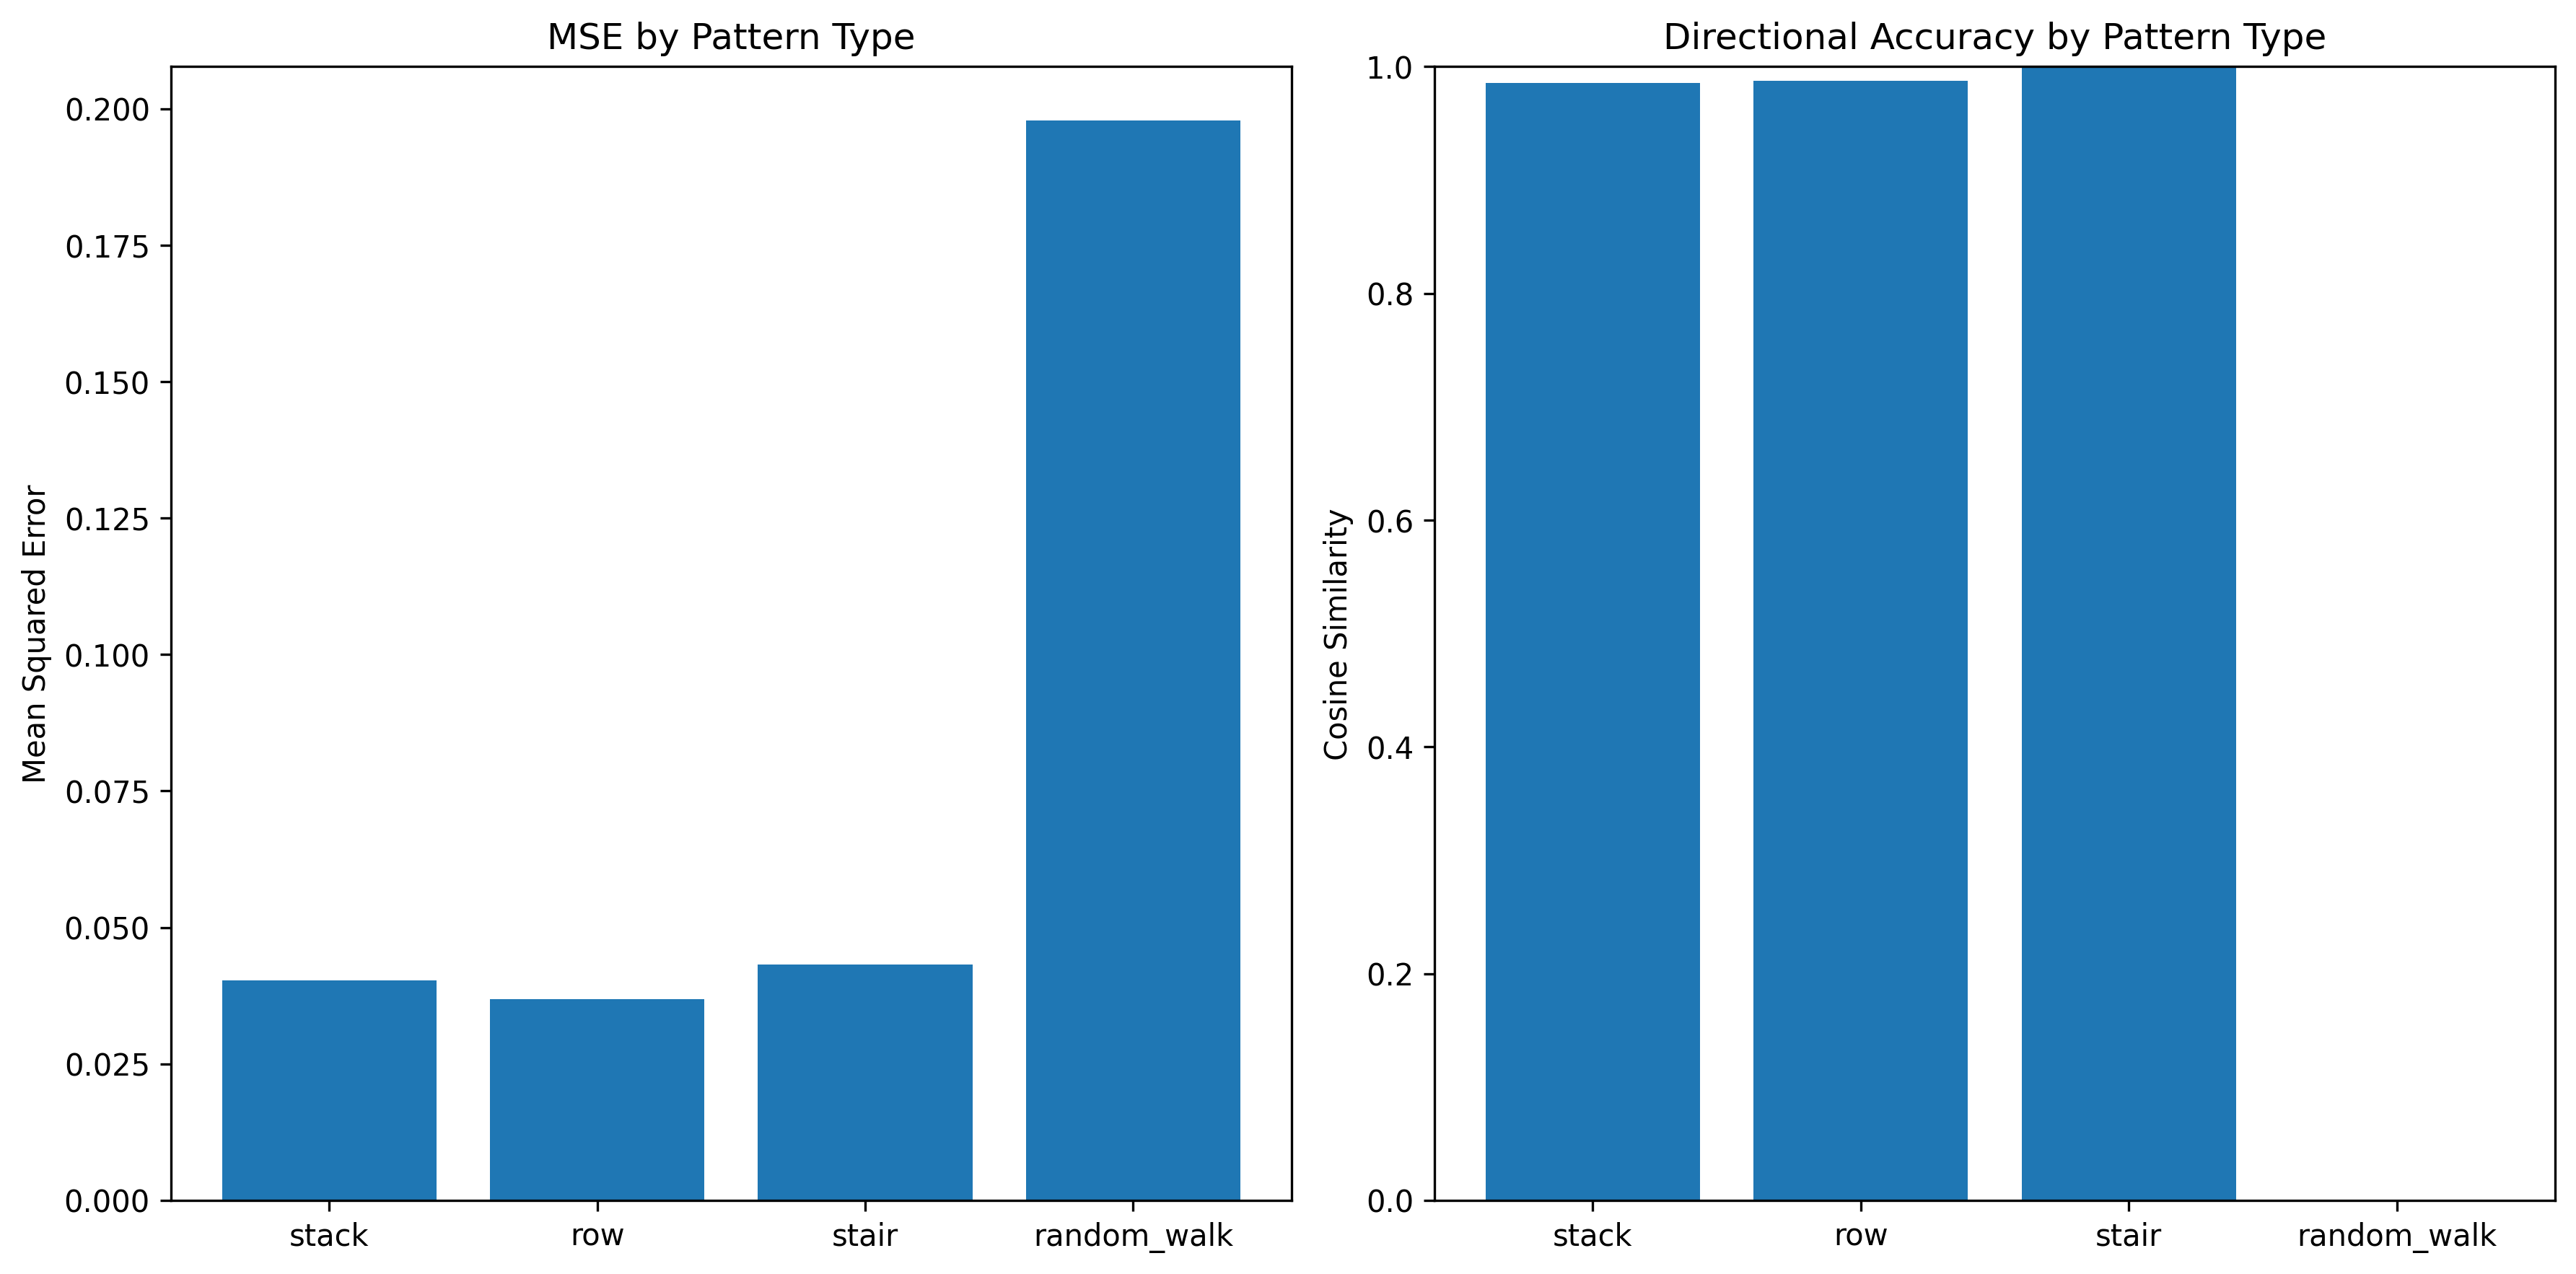 MSE by Pattern Type
Mean Squared Error
0.200
0.175
0.150
0.125
0.100
0.075
0.050
0.025
0.000
stack row stair random_walk
Directional Accuracy by Pattern Type
Cosine Similarity
1.0
0.8
0.6
0.4
0.2
0.0
stack row stair random_walk